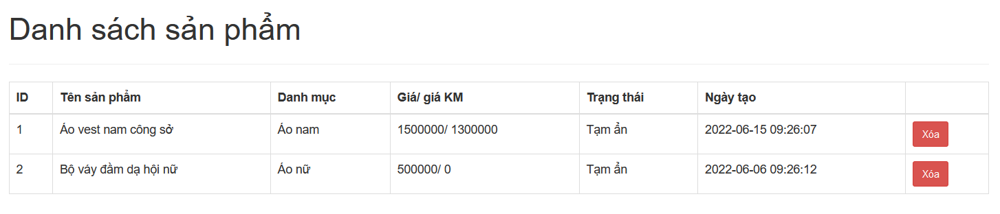 Danh sách sản phẩm
ID Tên sản phẩm Danh mục Giá/ giá KM Trạng thái Ngày tạo
1 Áo vest nam công sở Áo nam 1500000/ 1300000 Tạm ẩn 2022-06-15 09:26:07 Xóa
2 Bộ váy đầm dạ hội nữ Áo nữ 500000/ 0 Tạm ẩn 2022-06-06 09:26:12 Xóa